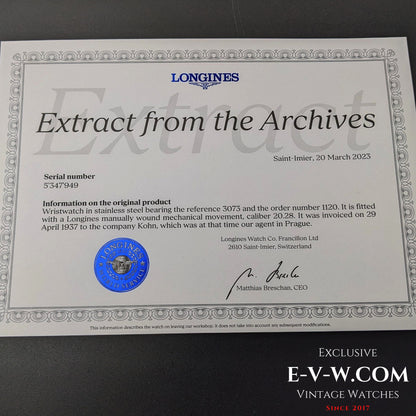 LONGINES
Extract
Extract from the Archives
Saint-Imier, 20 March 2023
Serial number
5'347'949
Information on the original product
Wristwatch in stainless steel bearing the reference 3073 and the order number 1120. It is fitted
with a Longines manually wound mechanical movement, caliber 20.28. It was invoiced on 29
April 1937 to the company Kohn, which was at that time our agent in Prague.
Longines Watch Co. Francillon Ltd
2610 Saint-Imier, Switzerland
LONGINES
Matthias Breschan, CEO
This information describes the watch on leaving our workshop. It does not take into account any subsequent modifications.
EXCLUSIVE
E-V-W.COM
VINTAGE WATCHES
SINCE 2017